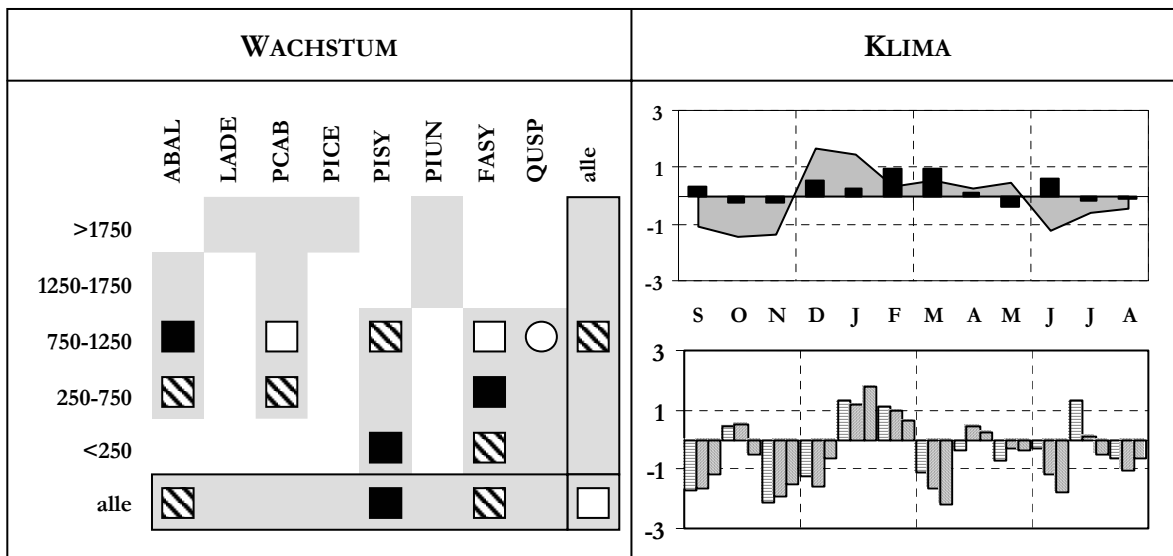 WACHSTUM
KLIMA
ABAL
LADE
PCAB
PICE
PISY
PIUN
FASY
QUSP
alle
>1750
1250-1750
750-1250
250-750
<250
alle
3
1
-1
-3
S O N D J F M A M J J A
3
1
-1
-3